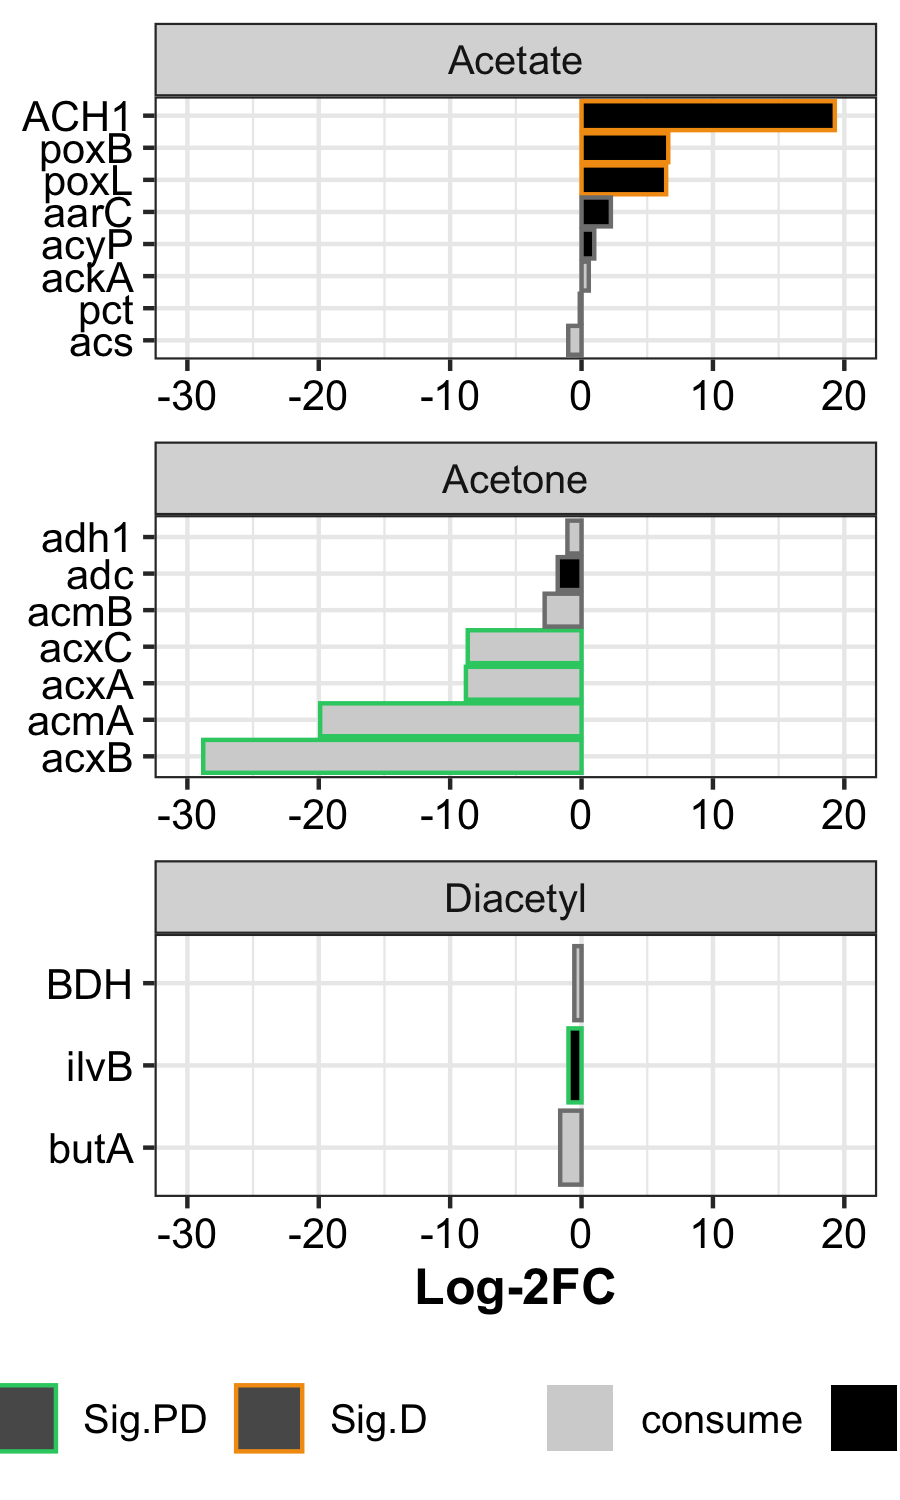 Acetate
ACH1
poxB
poxL
aarC
acyP
ackA
pct
acs
-30 -20 -10 0 10 20
Acetone
adh1
adc
acmB
acxC
acxA
acmA
acxB
-30 -20 -10 0 10 20
Diacetyl
BDH
ilvB
butA
-30 -20 -10 0 10 20
Log-2FC
Sig.PD Sig.D consume